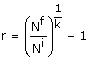 r = (N^f / N^i)^(1/k) − 1